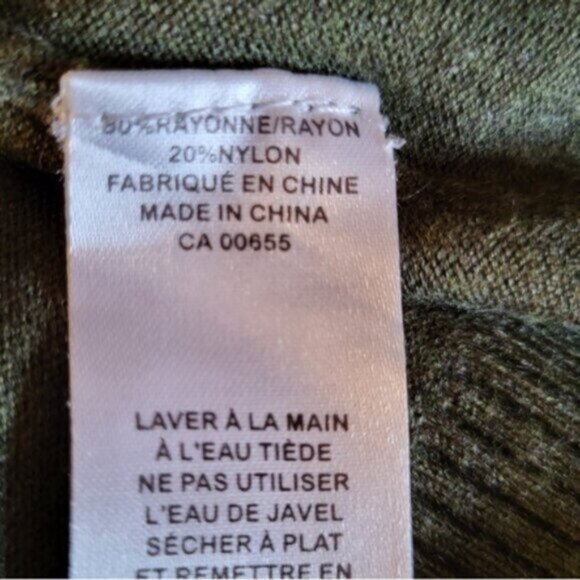 80%RAYONNE/RAYON
20%NYLON
FABRIQUÉ EN CHINE
MADE IN CHINA
CA 00655
LAVER À LA MAIN
À L'EAU TIÈDE
NE PAS UTILISER
L'EAU DE JAVEL
SÉCHER À PLAT
ET REMETTRE EN